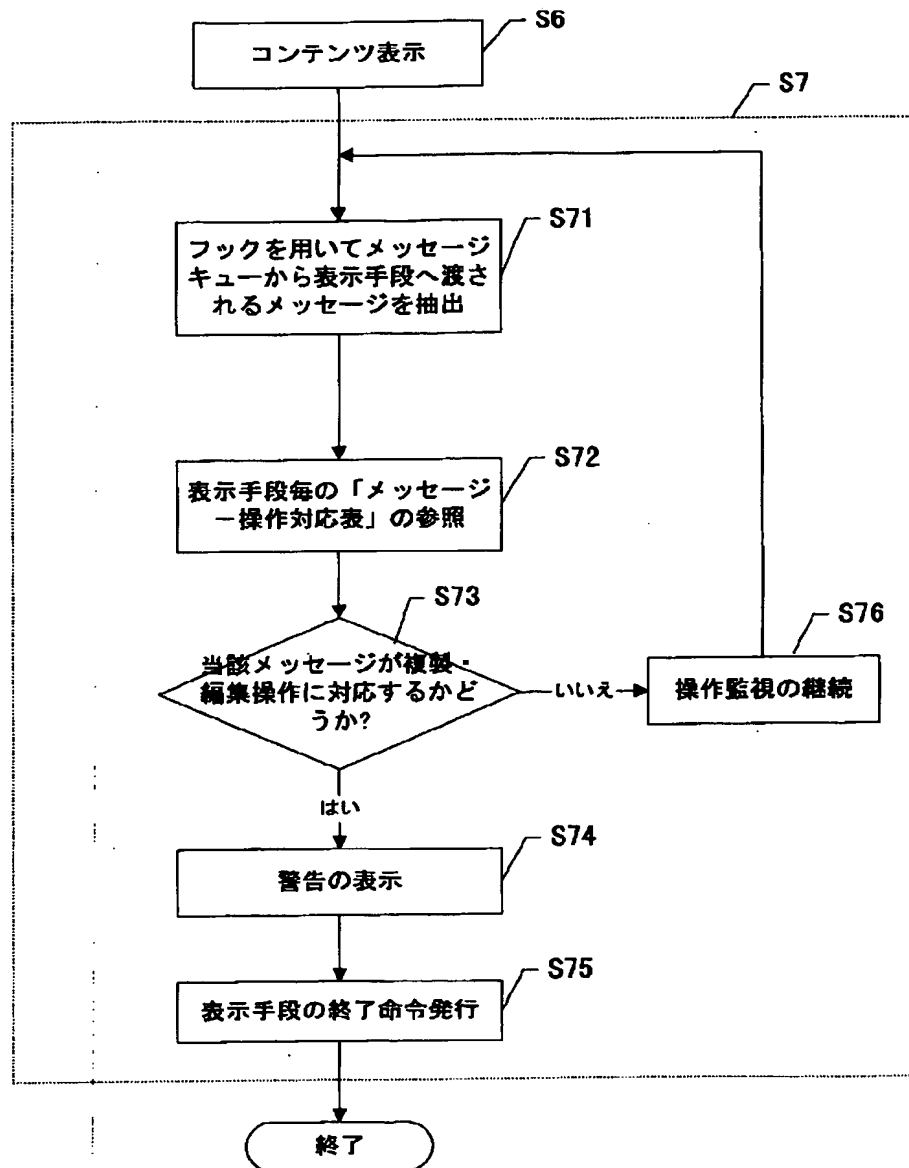 S6
コンテンツ表示
S7
S71
フックを用いてメッセージ
キューから表示手段へ渡さ
れるメッセージを抽出
S72
表示手段毎の「メッセージ
－操作対応表」の参照
S73
当該メッセージが複製・
編集操作に対応するかど
うか?
いいえ
S76
操作監視の継続
はい
S74
警告の表示
S75
表示手段の終了命令発行
終了